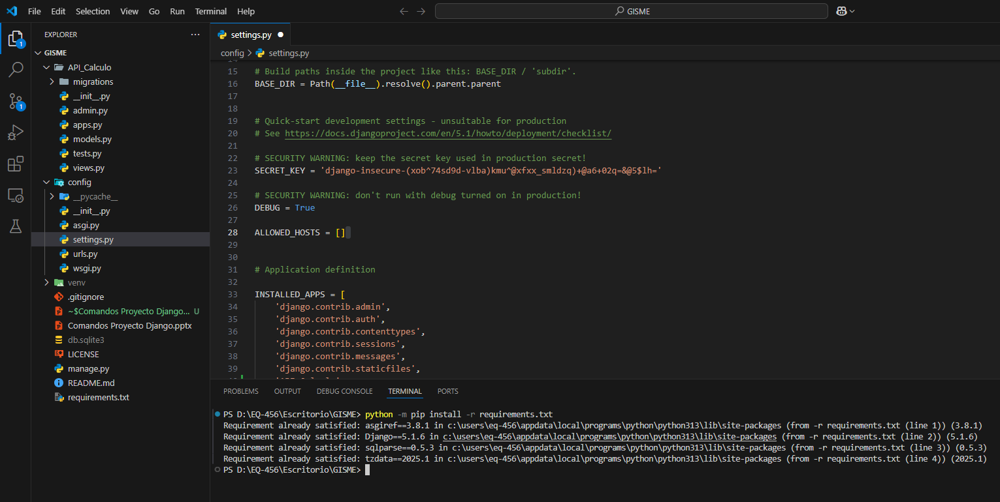 File Edit Selection View Go Run Terminal Help
GISME
EXPLORER
GISME
API_Calculo
migrations
__init__.py
admin.py
apps.py
models.py
tests.py
views.py
config
__pycache__
__init__.py
asgi.py
settings.py
urls.py
wsgi.py
venv
.gitignore
~$Comandos Proyecto Django... U
Comandos Proyecto Django.pptx
db.sqlite3
LICENSE
manage.py
README.md
requirements.txt
1
1
settings.py
config > settings.py
14
15 # Build paths inside the project like this: BASE_DIR / 'subdir'.
16 BASE_DIR = Path(__file__).resolve().parent.parent
17
18
19 # Quick-start development settings - unsuitable for production
20 # See https://docs.djangoproject.com/en/5.1/howto/deployment/checklist/
21
22 # SECURITY WARNING: keep the secret key used in production secret!
23 SECRET_KEY = 'django-insecure-(xob^74sd9d-vlba)kmu^@xfxx_smldzq)+@a6+02q=&@5$lh='
24
25 # SECURITY WARNING: don't run with debug turned on in production!
26 DEBUG = True
27
28 ALLOWED_HOSTS = []
29
30
31 # Application definition
32
33 INSTALLED_APPS = [
34 'django.contrib.admin',
35 'django.contrib.auth',
36 'django.contrib.contenttypes',
37 'django.contrib.sessions',
38 'django.contrib.messages',
39 'django.contrib.staticfiles',
PROBLEMS OUTPUT DEBUG CONSOLE TERMINAL PORTS
PS D:\EQ-456\Escritorio\GISME> python -m pip install -r requirements.txt
Requirement already satisfied: asgiref==3.8.1 in c:\users\eq-456\appdata\local\programs\python\python313\lib\site-packages (from -r requirements.txt (line 1)) (3.8.1)
Requirement already satisfied: Django==5.1.6 in c:\users\eq-456\appdata\local\programs\python\python313\lib\site-packages (from -r requirements.txt (line 2)) (5.1.6)
Requirement already satisfied: sqlparse==0.5.3 in c:\users\eq-456\appdata\local\programs\python\python313\lib\site-packages (from -r requirements.txt (line 3)) (0.5.3)
Requirement already satisfied: tzdata==2025.1 in c:\users\eq-456\appdata\local\programs\python\python313\lib\site-packages (from -r requirements.txt (line 4)) (2025.1)
PS D:\EQ-456\Escritorio\GISME>